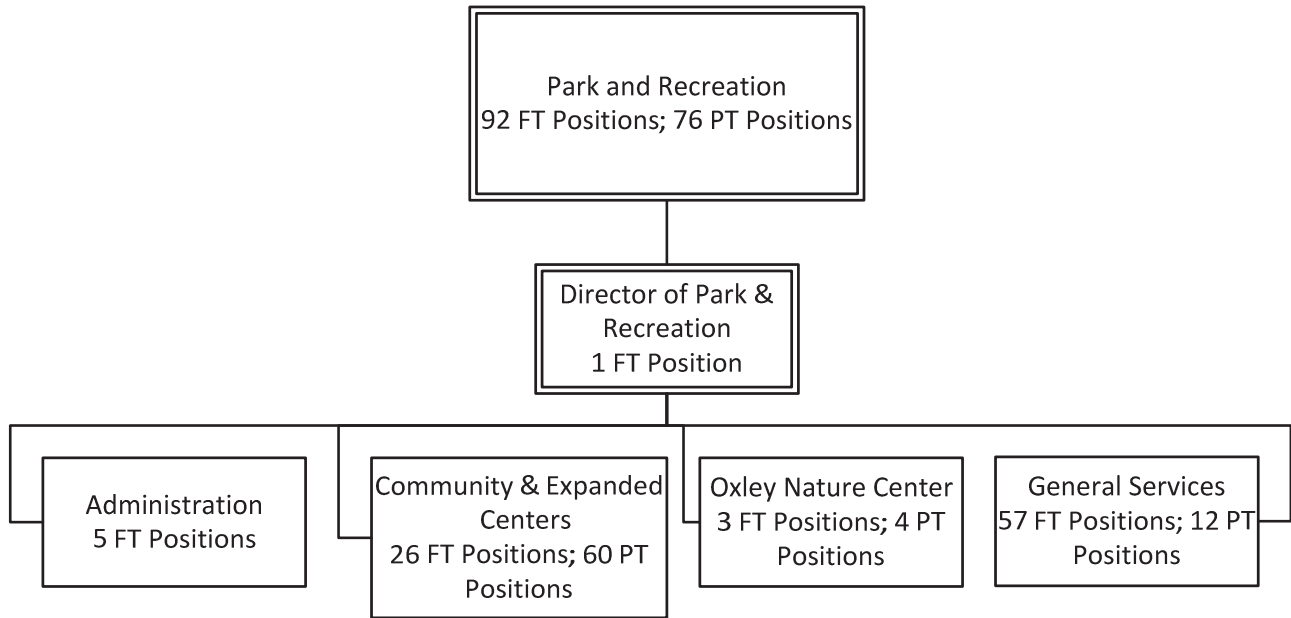 Park and Recreation
92 FT Positions; 76 PT Positions
Director of Park &
Recreation
1 FT Position
Administration
5 FT Positions
Community & Expanded
Centers
26 FT Positions; 60 PT
Positions
Oxley Nature Center
3 FT Positions; 4 PT
Positions
General Services
57 FT Positions; 12 PT
Positions